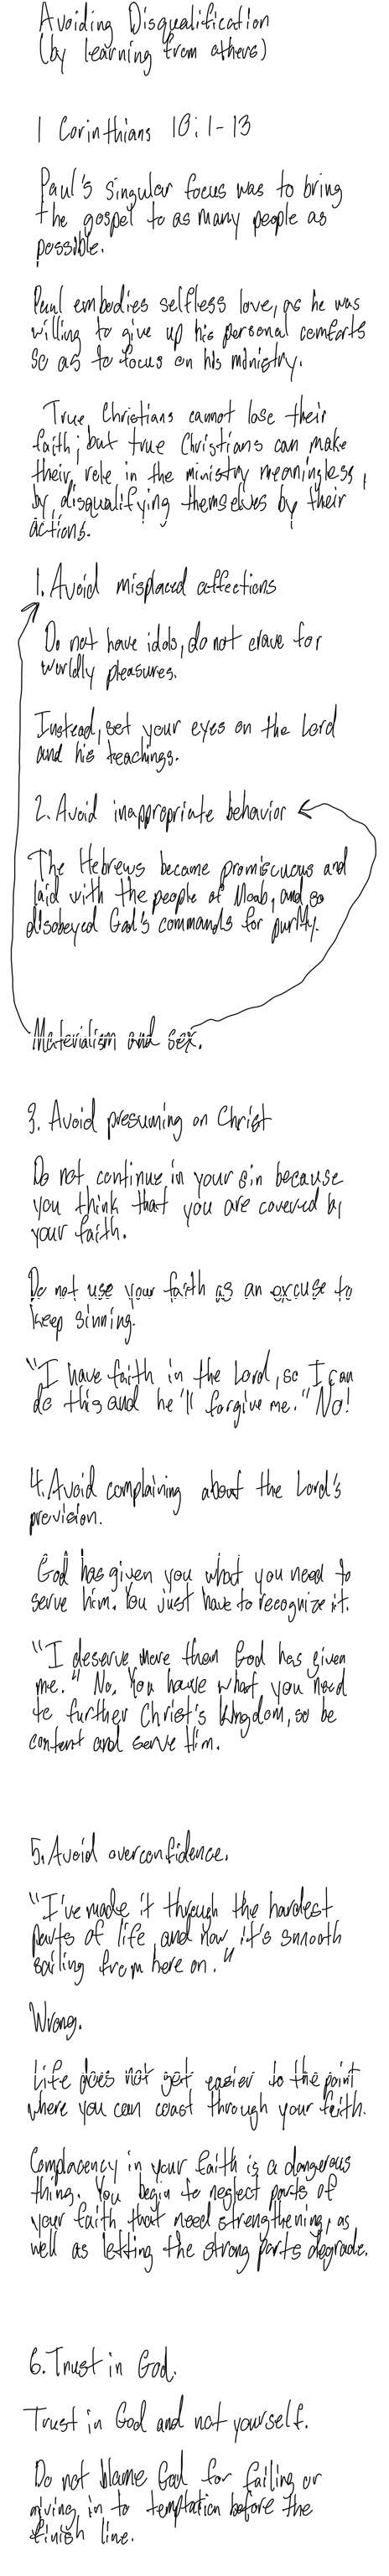 Avoiding Disqualification
(by learning from others)
1 Corinthians 10:1-13
Paul's singular focus was to bring
the gospel to as many people as
possible.
Paul embodies selfless love, as he was
willing to give up his personal comforts
so as to focus on his ministry.
True Christians cannot lose their
faith; but true Christians can make
their role in the ministry meaningless,
by disqualifying themselves by their
actions.
1. Avoid misplaced affections
Do not have idols, do not crave for
worldly pleasures.
Instead, set your eyes on the Lord
and his teachings.
2. Avoid inappropriate behavior
The Hebrews became promiscuous and
laid with the people of Moab, and so
disobeyed God's commands for purity.
Materialism and sex.
3. Avoid presuming on Christ
Do not continue in your sin because
you think that you are covered by
your faith.
Do not use your faith as an excuse to
keep sinning.
"I have faith in the Lord, so I can
do this and he'll forgive me." No!
4. Avoid complaining about the Lord's
provision.
God has given you what you need to
serve him. You just have to recognize it.
"I deserve more than God has given
me." No. You have what you need
to further Christ's kingdom, so be
content and serve Him.
5. Avoid overconfidence.
"I've made it through the hardest
parts of life, and now it's smooth
sailing from here on."
Wrong.
Life does not get easier to the point
where you can coast through your faith.
Complacency in your faith is a dangerous
thing. You begin to neglect parts of
your faith that need strengthening, as
well as letting the strong parts degrade.
6. Trust in God.
Trust in God and not yourself.
Do not blame God for failing or
giving in to temptation before the
finish line.